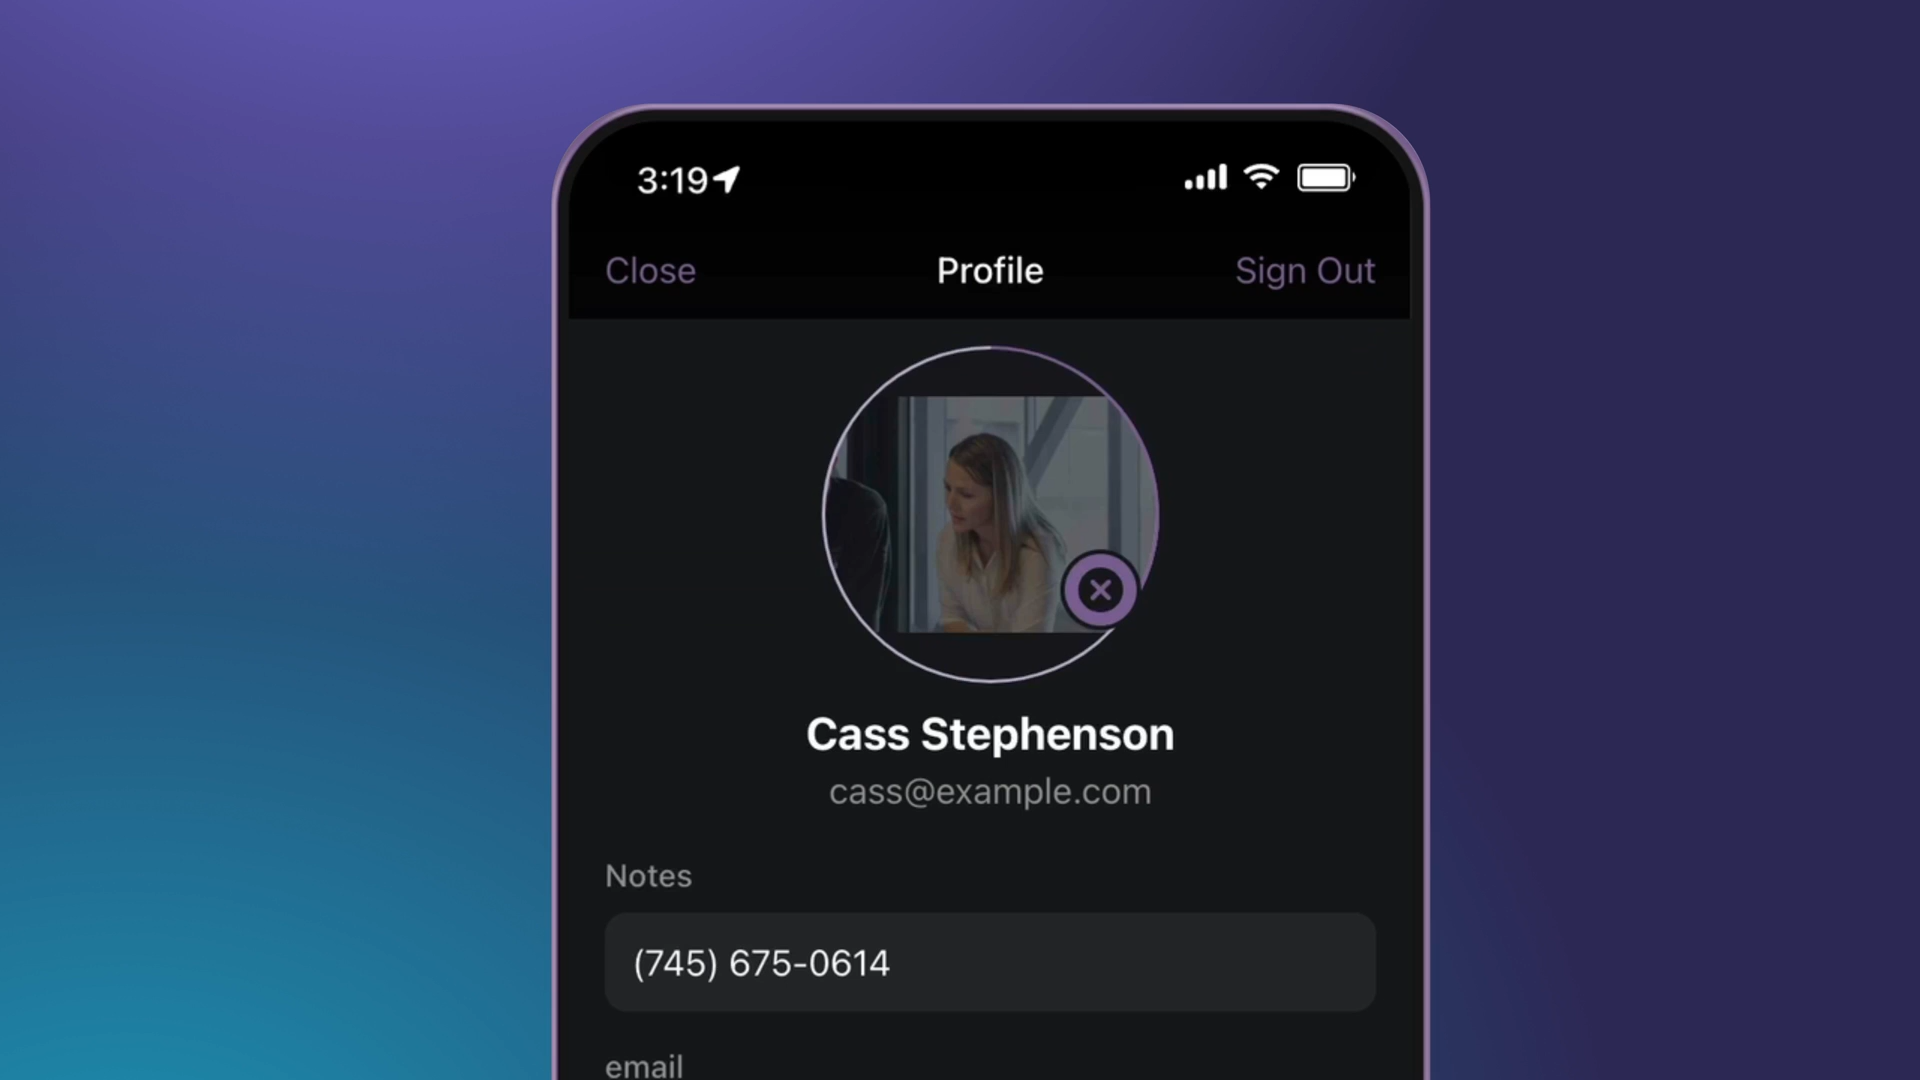 3:19
Close Profile Sign Out
Cass Stephenson
cass@example.com
Notes
(745) 675-0614
email